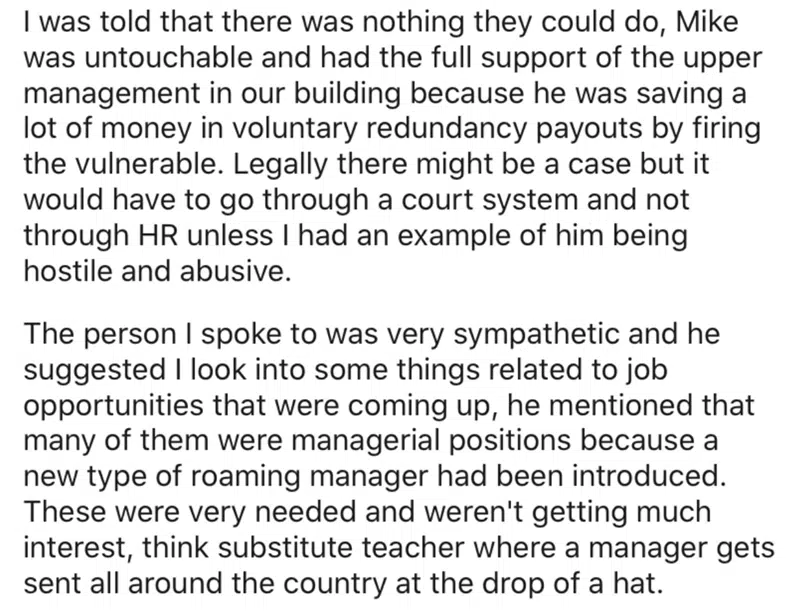 I was told that there was nothing they could do, Mike
was untouchable and had the full support of the upper
management in our building because he was saving a
lot of money in voluntary redundancy payouts by firing
the vulnerable. Legally there might be a case but it
would have to go through a court system and not
through HR unless I had an example of him being
hostile and abusive.
The person I spoke to was very sympathetic and he
suggested I look into some things related to job
opportunities that were coming up, he mentioned that
many of them were managerial positions because a
new type of roaming manager had been introduced.
These were very needed and weren't getting much
interest, think substitute teacher where a manager gets
sent all around the country at the drop of a hat.